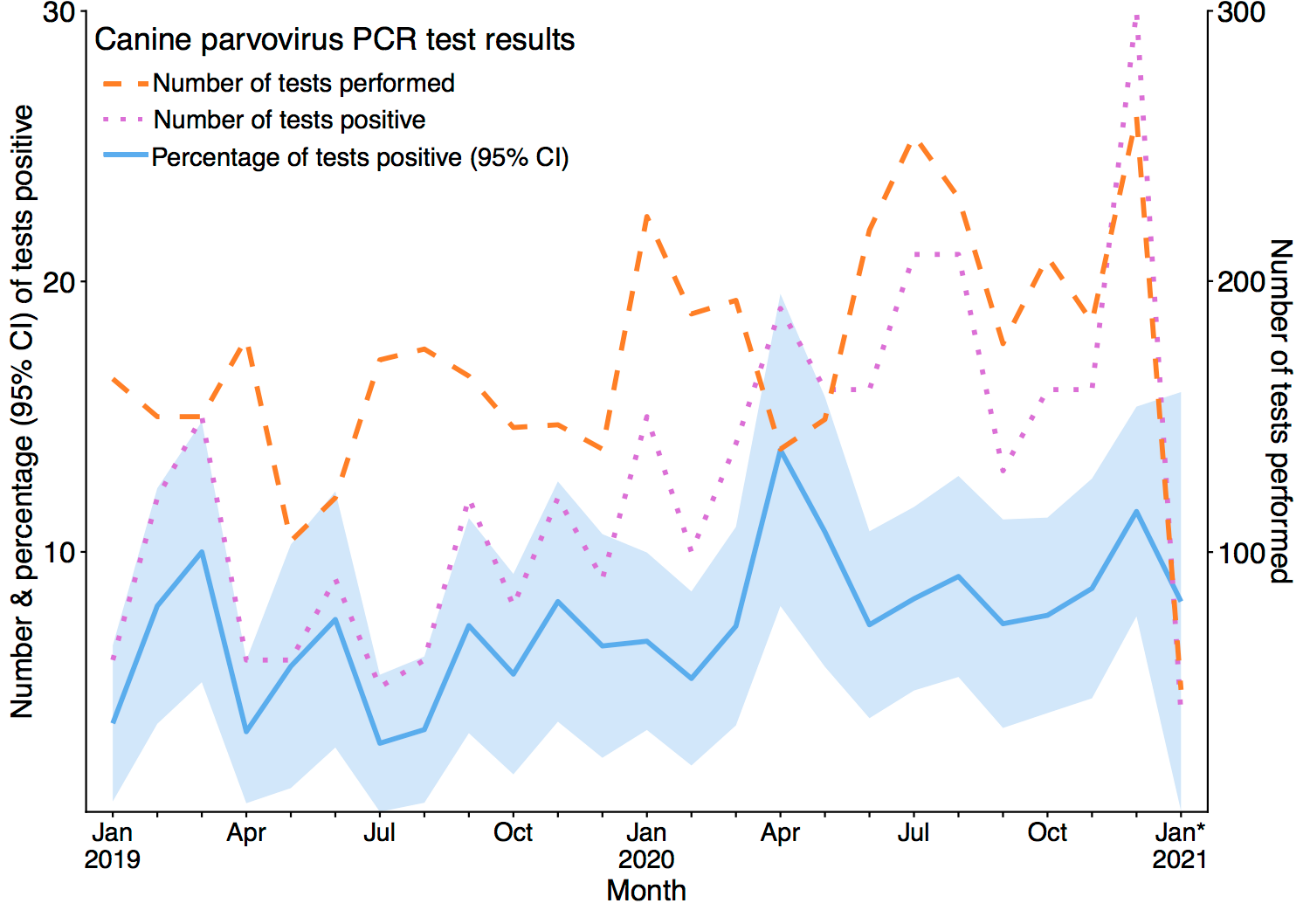 Canine parvovirus PCR test results
Number of tests performed
Number of tests positive
Percentage of tests positive (95% CI)
Number & percentage (95% CI) of tests positive
30
20
10
300
200
100
Number of tests performed
Jan Apr Jul Oct Jan Apr Jul Oct Jan*
2019 2020 2021
Month